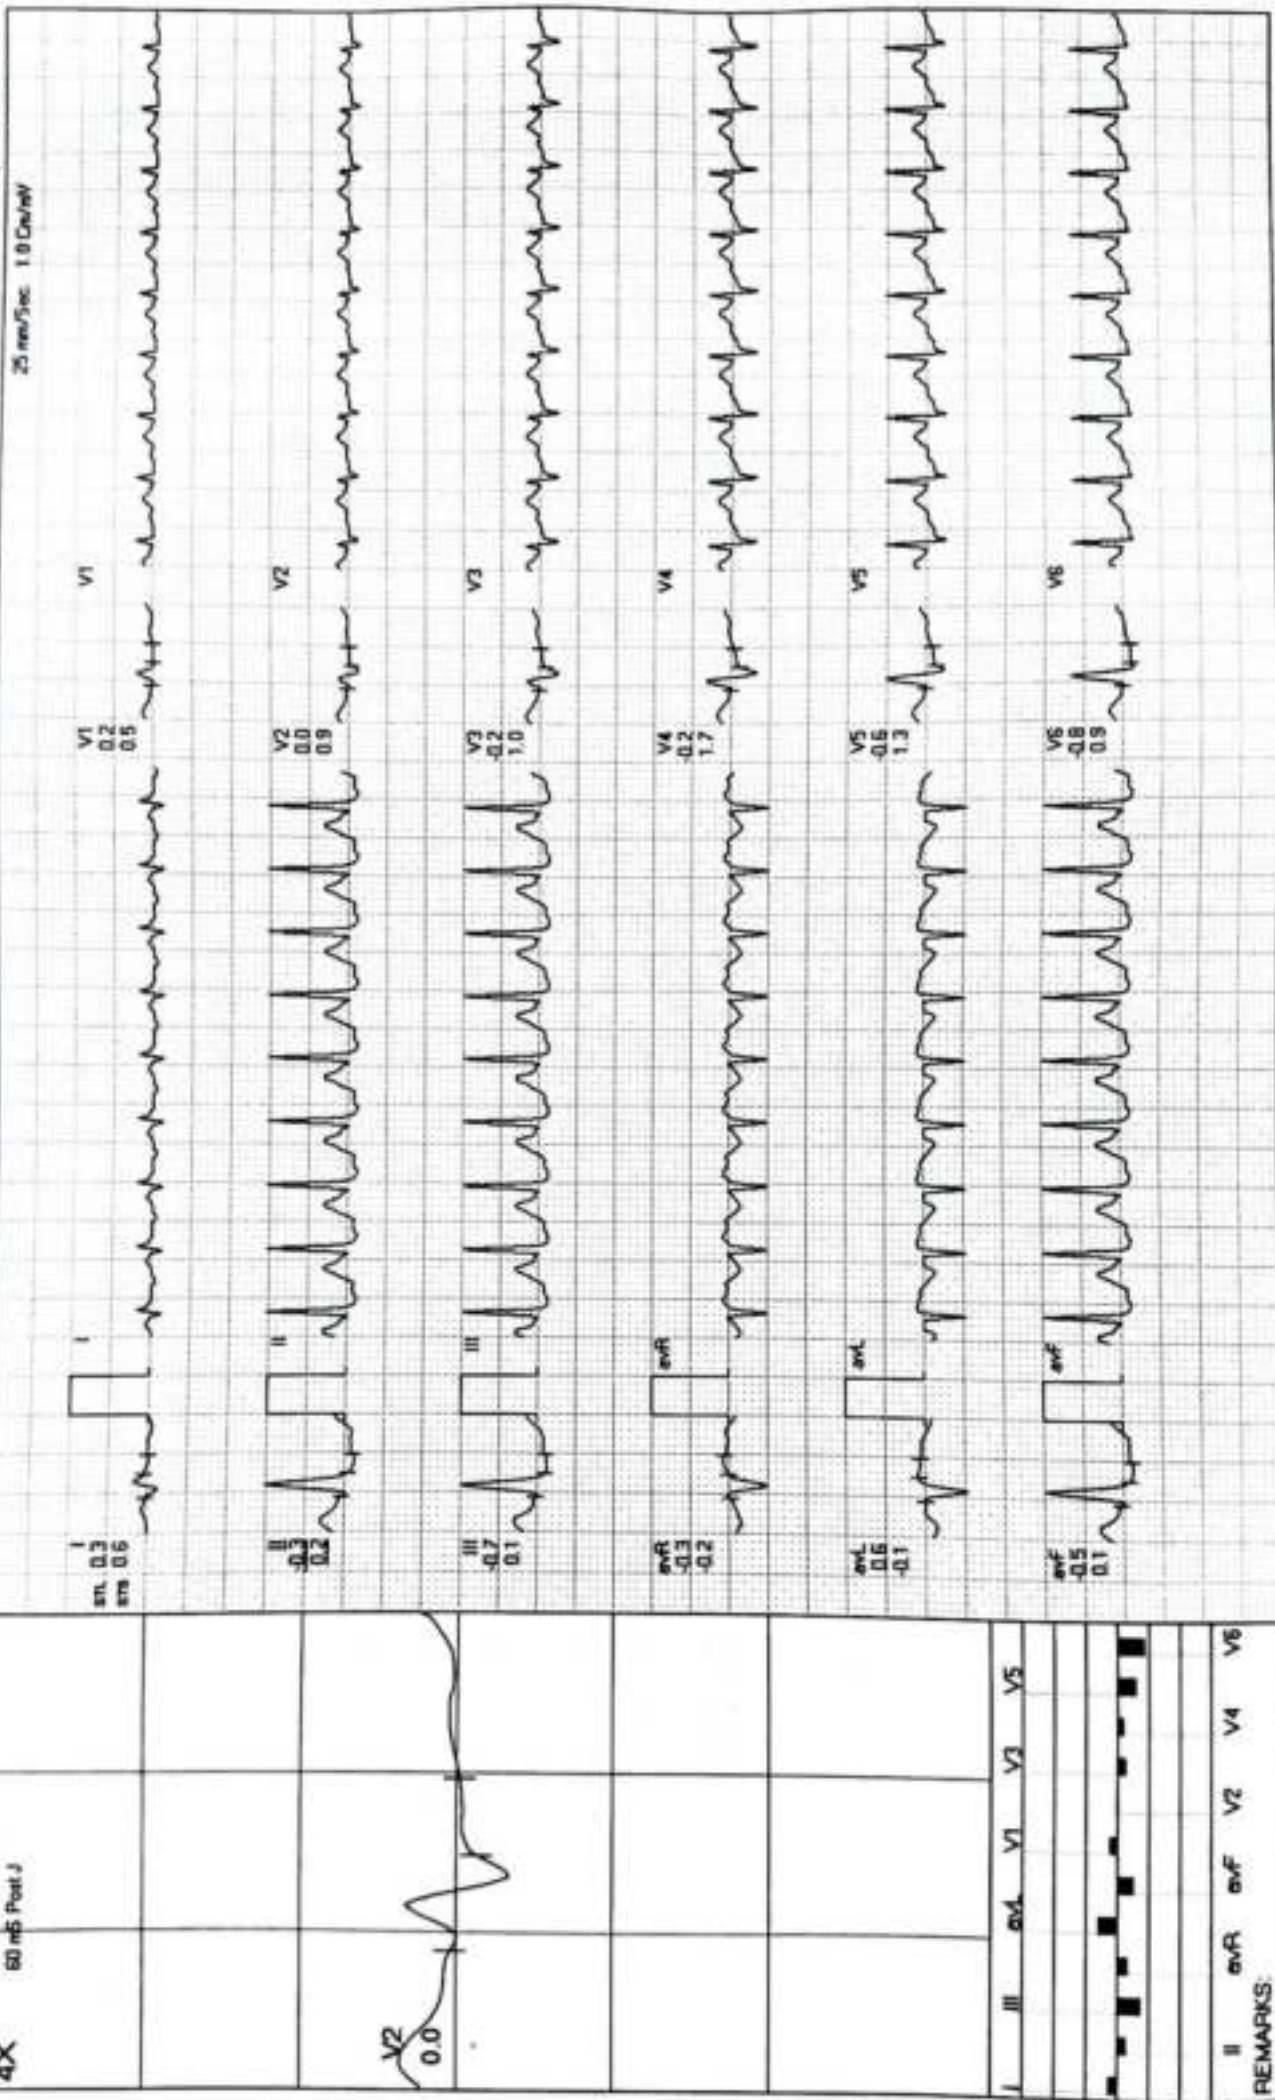 4X
60 mS Post J
25 mm/Sec. 1.0 Cm/mV
V2
0.0
I
STL 0.3
STS 0.6
I
V1
0.2
0.5
V1
II
-0.3
0.2
II
V2
0.0
0.9
V2
III
-0.7
0.1
III
V3
-0.2
1.0
V3
avR
-0.3
-0.2
avR
V4
-0.2
1.7
V4
avL
0.6
-0.1
avL
V5
-0.6
1.3
V5
avF
-0.5
0.1
avF
V6
-0.8
0.9
V6
I III avL V1 V3 V5
II avR avF V2 V4 V6
REMARKS: